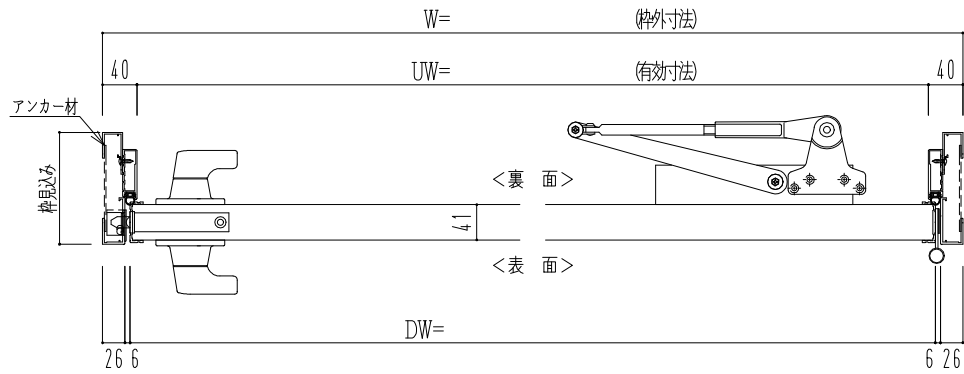 W= (枠外寸法)
40 UW= (有効寸法) 40
アンカー材
枠見込み
<裏 面>
41
<表 面>
DW=
26 6 6 26